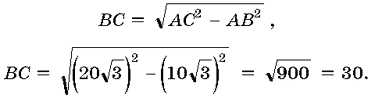 BC = √(AC² − AB²) ,
BC = √((20√3)² − (10√3)²) = √900 = 30.